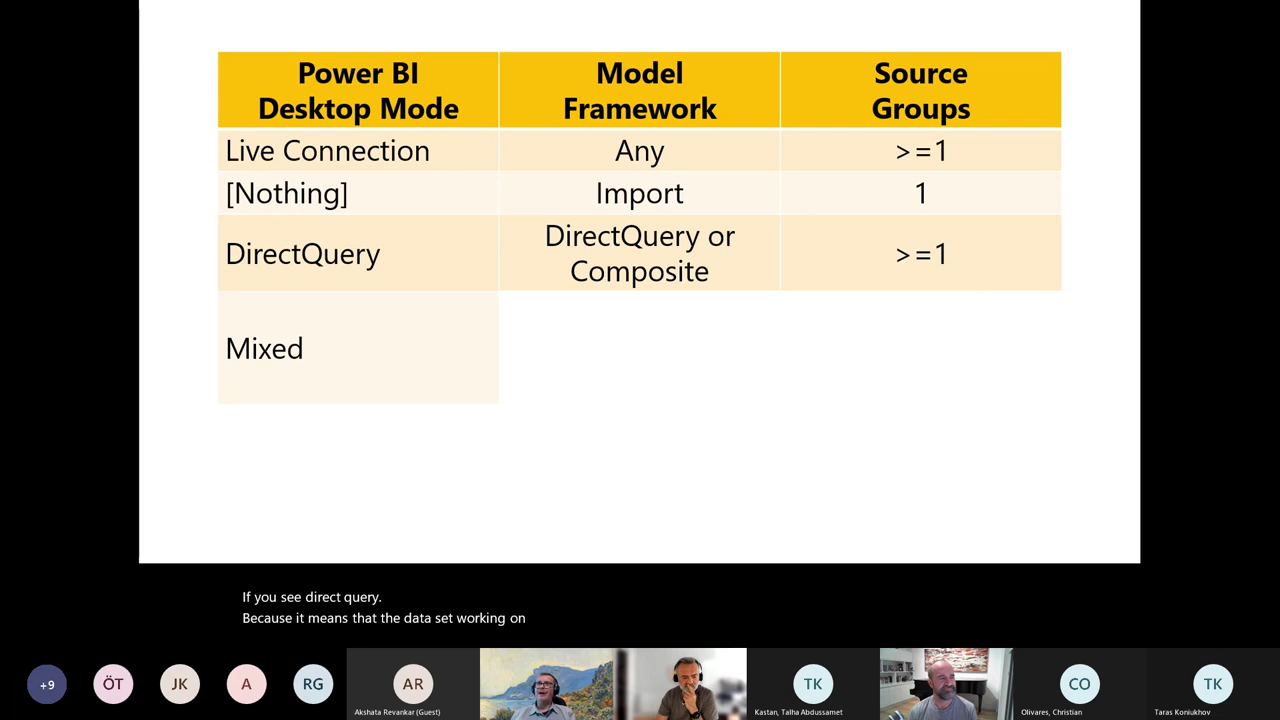 Power BI
Desktop Mode
Model
Framework
Source
Groups
Live Connection
Any
>=1
[Nothing]
Import
1
DirectQuery
DirectQuery or
Composite
>=1
Mixed
If you see direct query.
Because it means that the data set working on
+9
ÖT
JK
A
RG
AR
TK
CO
TK
Akshata Revankar (Guest)
Kastan, Talha Abdussamet
Olivares, Christian
Taras Koniukhov